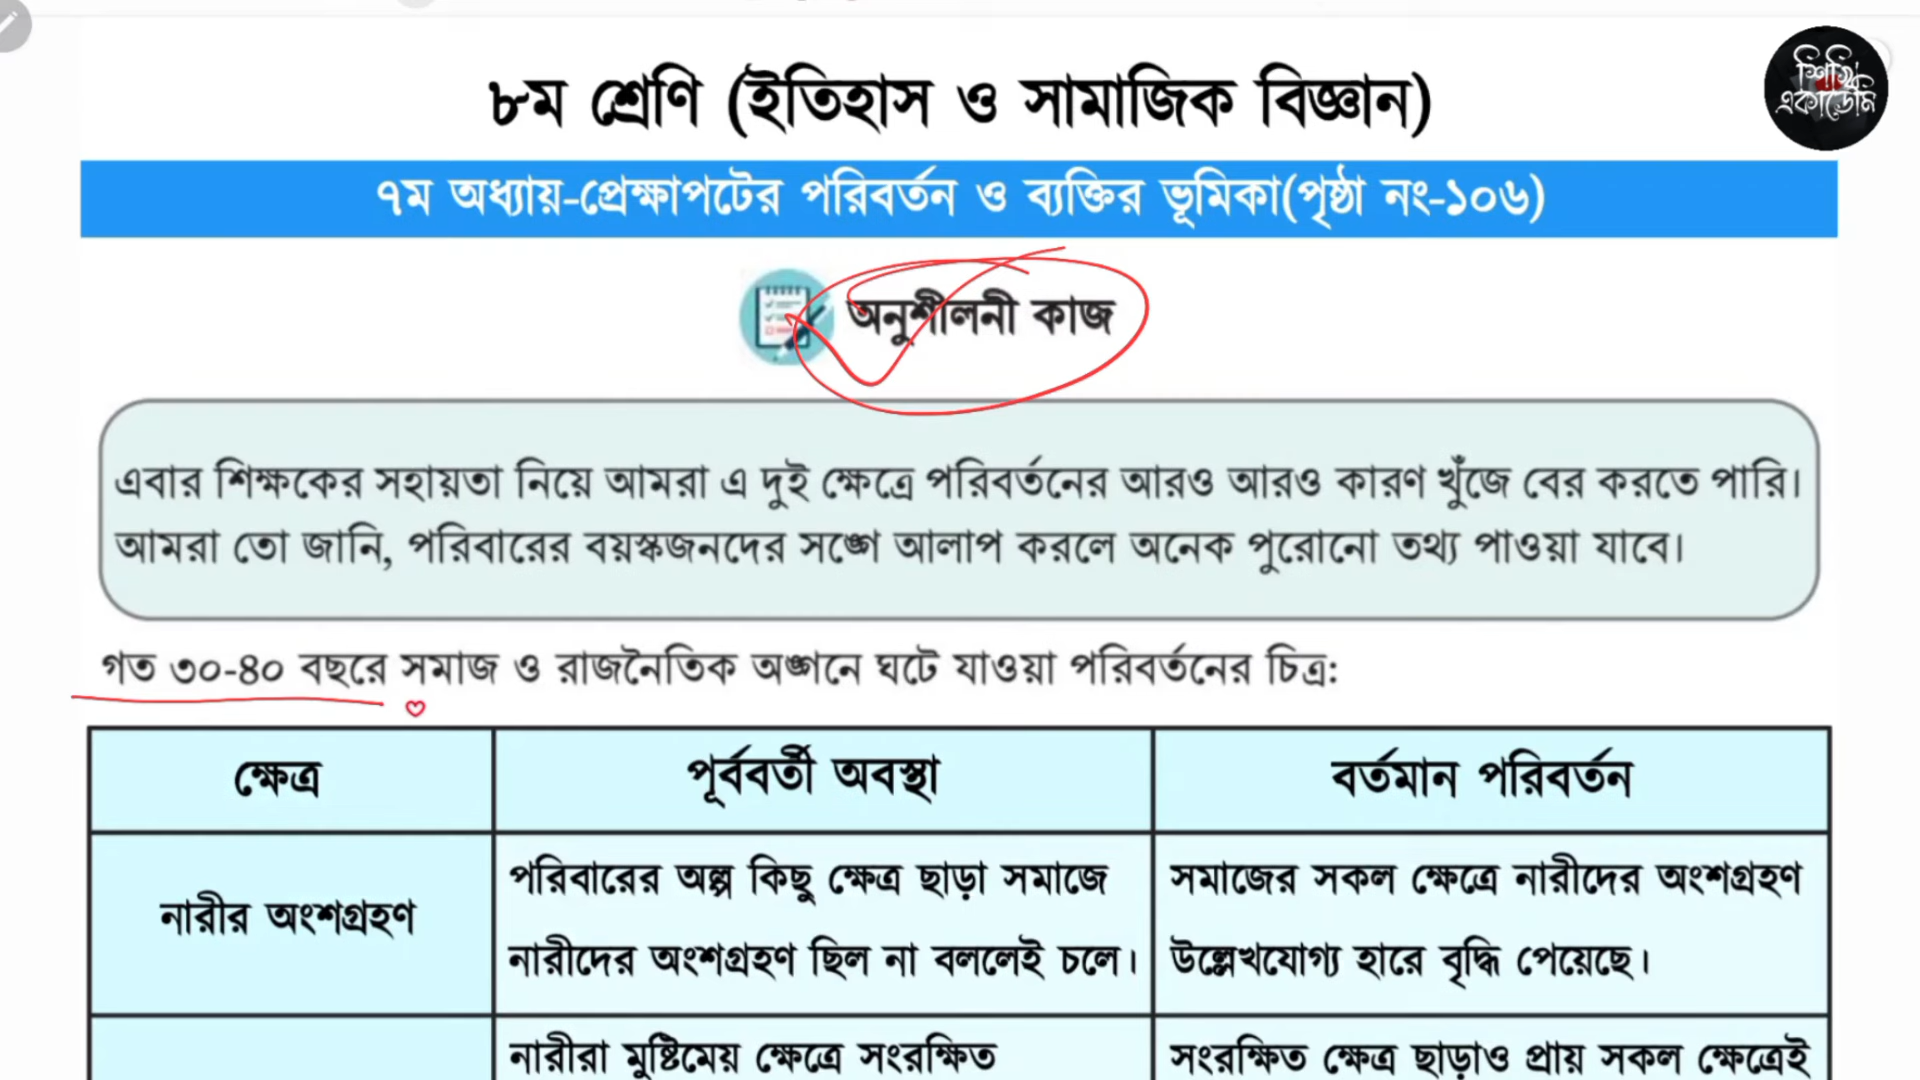 ৮ম শ্রেণি (ইতিহাস ও সামাজিক বিজ্ঞান)
শিখি
একাডেমি
৭ম অধ্যায়-প্রেক্ষাপটের পরিবর্তন ও ব্যক্তির ভূমিকা(পৃষ্ঠা নং-১০৬)
অনুশীলনী কাজ
এবার শিক্ষকের সহায়তা নিয়ে আমরা এ দুই ক্ষেত্রে পরিবর্তনের আরও আরও কারণ খুঁজে বের করতে পারি।
আমরা তো জানি, পরিবারের বয়স্কজনদের সঙ্গে আলাপ করলে অনেক পুরোনো তথ্য পাওয়া যাবে।
গত ৩০-৪০ বছরে সমাজ ও রাজনৈতিক অঙ্গনে ঘটে যাওয়া পরিবর্তনের চিত্র:
ক্ষেত্র
পূর্ববর্তী অবস্থা
বর্তমান পরিবর্তন
নারীর অংশগ্রহণ
পরিবারের অল্প কিছু ক্ষেত্র ছাড়া সমাজে
নারীদের অংশগ্রহণ ছিল না বললেই চলে।
সমাজের সকল ক্ষেত্রে নারীদের অংশগ্রহণ
উল্লেখযোগ্য হারে বৃদ্ধি পেয়েছে।
নারীরা মুষ্টিমেয় ক্ষেত্রে সংরক্ষিত
সংরক্ষিত ক্ষেত্র ছাড়াও প্রায় সকল ক্ষেত্রেই